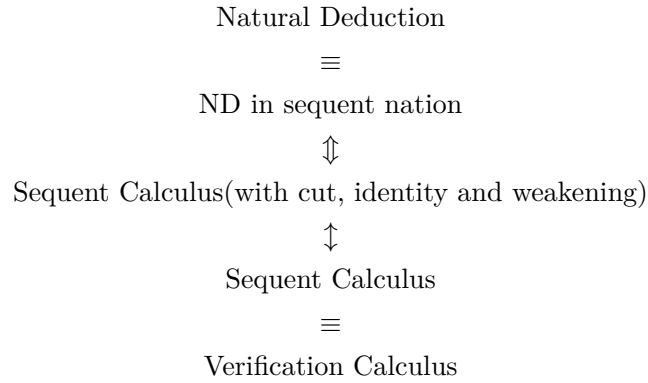 Natural Deduction
≡
ND in sequent nation
⇕
Sequent Calculus(with cut, identity and weakening)
↕
Sequent Calculus
≡
Verification Calculus